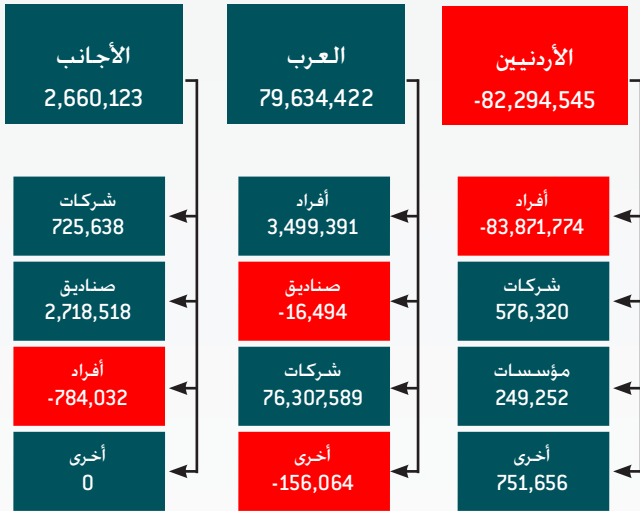 الأردنيين
-82,294,545
أفراد
-83,871,774
شركات
576,320
مؤسسات
249,252
أخرى
751,656
العرب
79,634,422
أفراد
3,499,391
صناديق
-16,494
شركات
76,307,589
أخرى
-156,064
الأجانب
2,660,123
شركات
725,638
صناديق
2,718,518
أفراد
-784,032
أخرى
0